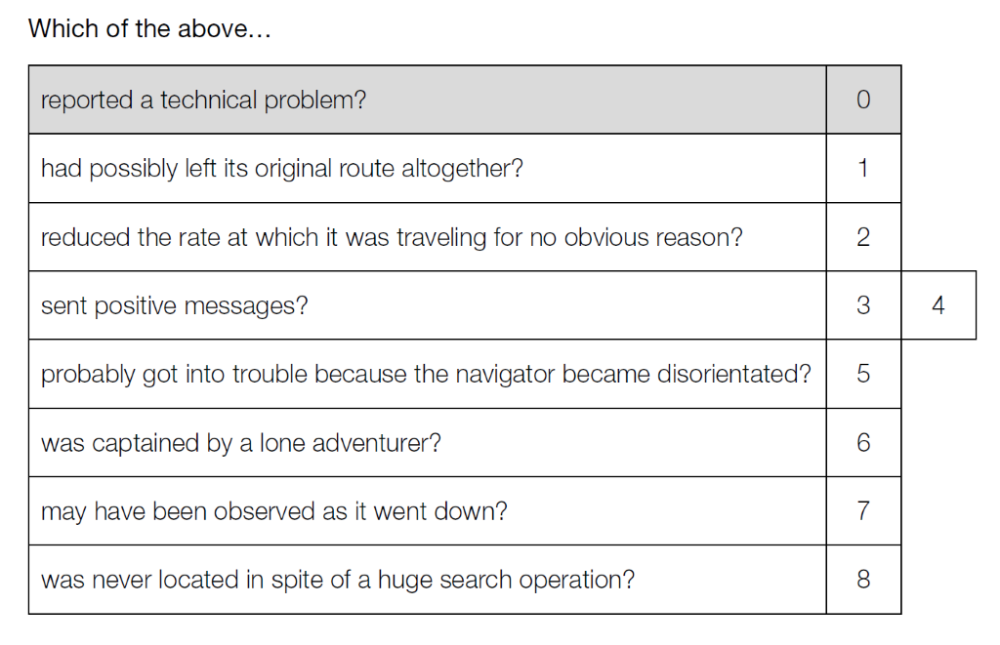 Which of the above…
reported a technical problem? 0
had possibly left its original route altogether? 1
reduced the rate at which it was traveling for no obvious reason? 2
sent positive messages? 3 4
probably got into trouble because the navigator became disorientated? 5
was captained by a lone adventurer? 6
may have been observed as it went down? 7
was never located in spite of a huge search operation? 8